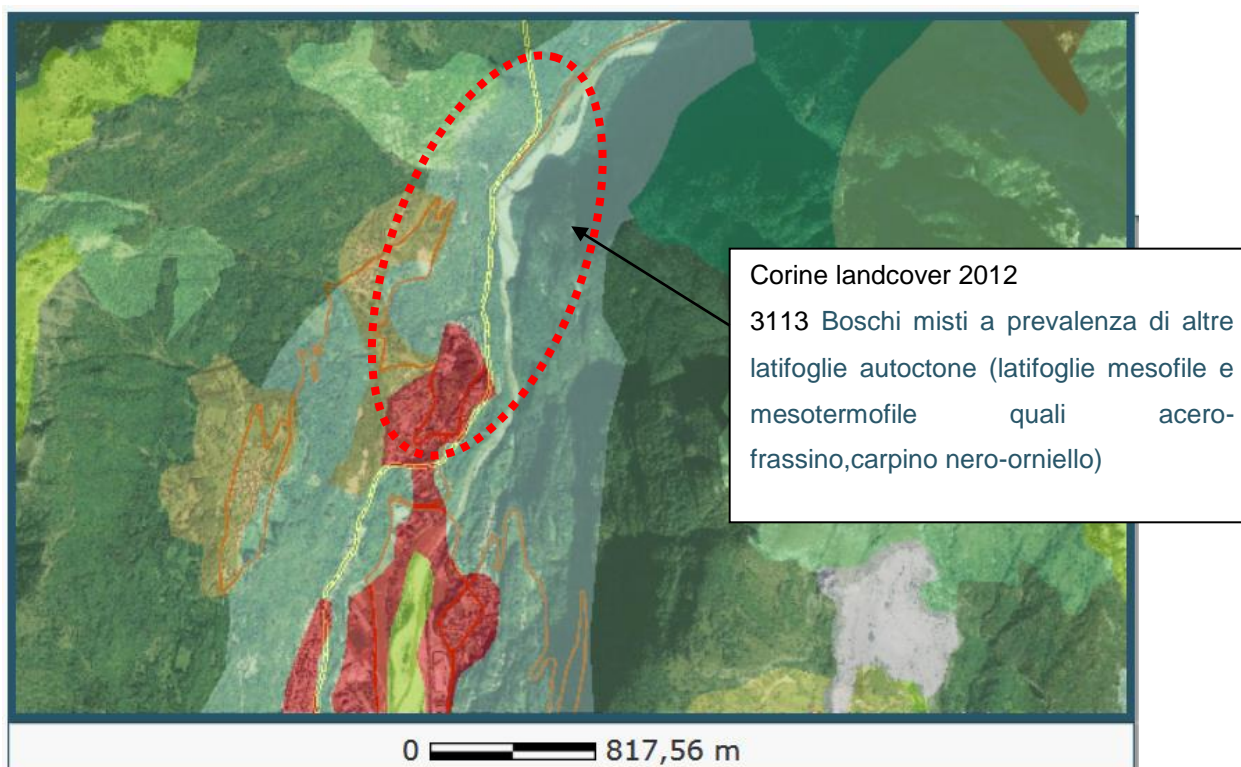 Corine landcover 2012
3113 Boschi misti a prevalenza di altre
latifoglie autoctone (latifoglie mesofile e
mesotermofile quali acero-
frassino,carpino nero-orniello)
0 817,56 m